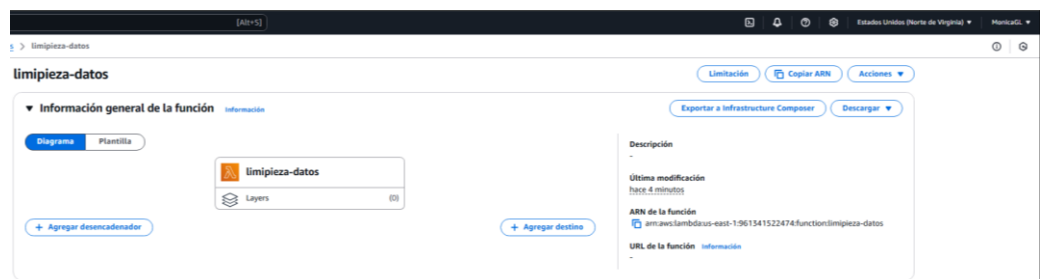 [Alt+S] Estados Unidos (Norte de Virginia) MonicaGi.
s > limipieza-datos
limipieza-datos Limitación Copiar ARN Acciones
Información general de la función Información Exportar a Infrastructure Composer Descargar
Diagrama Plantilla
limipieza-datos
Layers (0)
+ Agregar desencadenador
+ Agregar destino
Descripción
-
Última modificación
hace 4 minutos
ARN de la función
arn:aws:lambda:us-east-1:961341522474:function:limipieza-datos
URL de la función Información
-